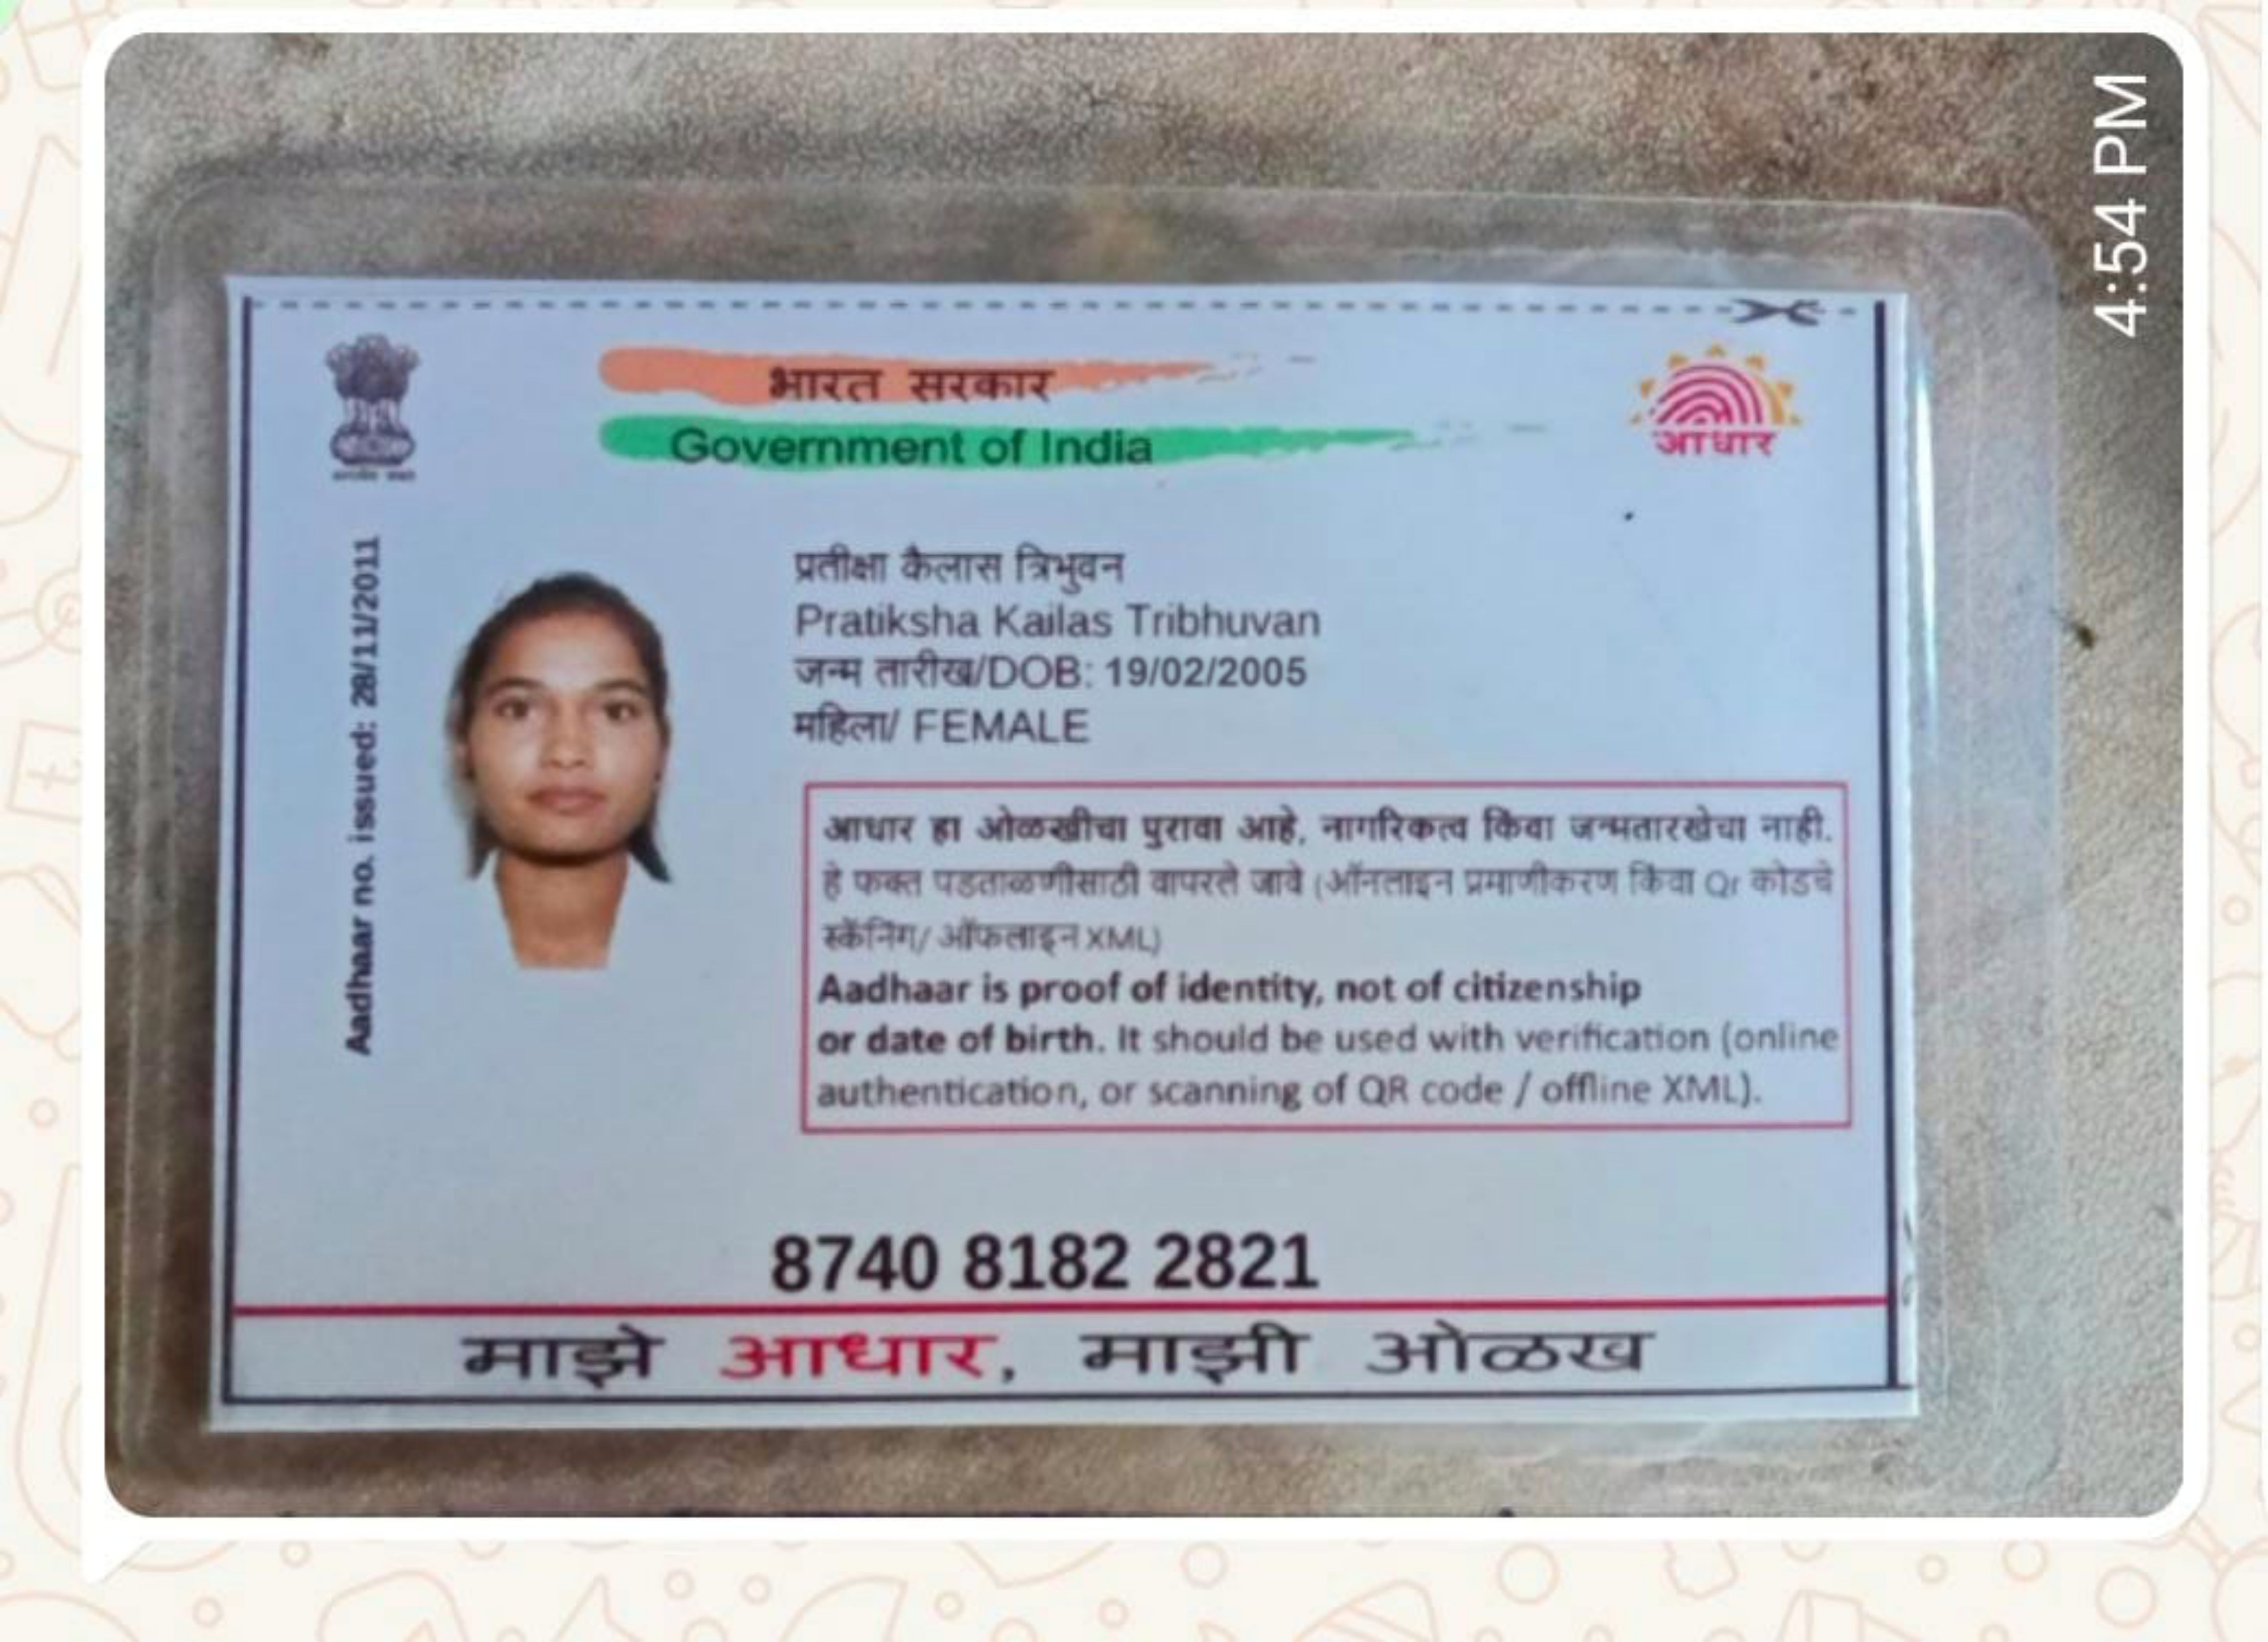 4:54 PM
भारत सरकार
Government of India
आधार
Aadhaar no. issued: 28/11/2011
प्रतीक्षा कैलास त्रिभुवन
Pratiksha Kailas Tribhuvan
जन्म तारीख/DOB: 19/02/2005
महिला/ FEMALE
आधार हा ओळखीचा पुरावा आहे, नागरिकत्व किंवा जन्मतारखेचा नाही.
हे फक्त पडताळणीसाठी वापरले जावे (ऑनलाइन प्रमाणीकरण किंवा Qr कोडचे
स्कॅनिंग/ ऑफलाइन XML)
Aadhaar is proof of identity, not of citizenship
or date of birth. It should be used with verification (online
authentication, or scanning of QR code / offline XML).
8740 8182 2821
माझे आधार, माझी ओळख